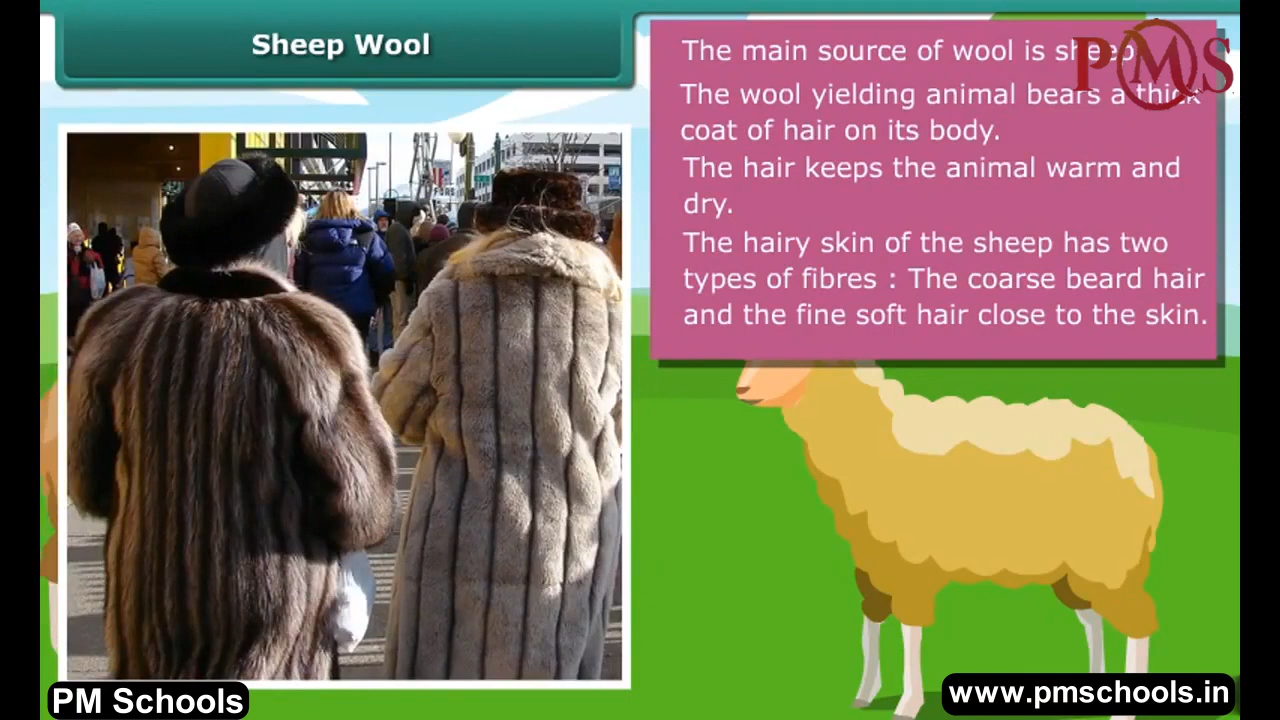 Sheep Wool
The main source of wool is sheep
PMS
The wool yielding animal bears a thick
coat of hair on its body.
The hair keeps the animal warm and
dry.
The hairy skin of the sheep has two
types of fibres : The coarse beard hair
and the fine soft hair close to the skin.
PM Schools
www.pmschools.in